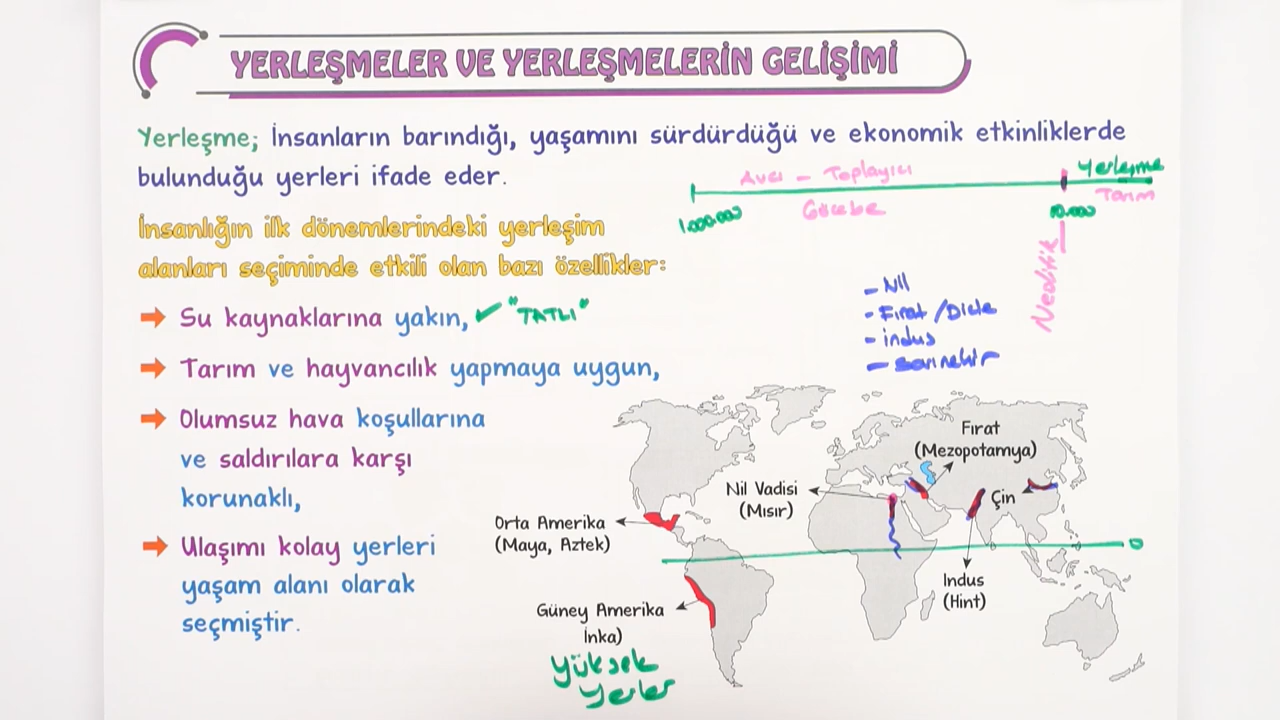 YERLEŞMELER VE YERLEŞMELERİN GELİŞİMİ
Yerleşme; İnsanların barındığı, yaşamını sürdürdüğü ve ekonomik etkinliklerde
bulunduğu yerleri ifade eder.
Avcı – Toplayıcı
Yerleşme
1.000.000
Göçebe
10.000
Tarım
Neolitik
İnsanlığın ilk dönemlerindeki yerleşim
alanları seçiminde etkili olan bazı özellikler:
➡ Su kaynaklarına yakın, ✓ "TATLI"
➡ Tarım ve hayvancılık yapmaya uygun,
➡ Olumsuz hava koşullarına
ve saldırılara karşı
korunaklı,
➡ Ulaşımı kolay yerleri
yaşam alanı olarak
seçmiştir.
- Nil
- Fırat / Dicle
- indus
- Sarınehir
Fırat
(Mezopotamya)
Nil Vadisi
(Mısır)
Çin
Orta Amerika
(Maya, Aztek)
Indus
(Hint)
Güney Amerika
İnka)
Yüksek
Yerler